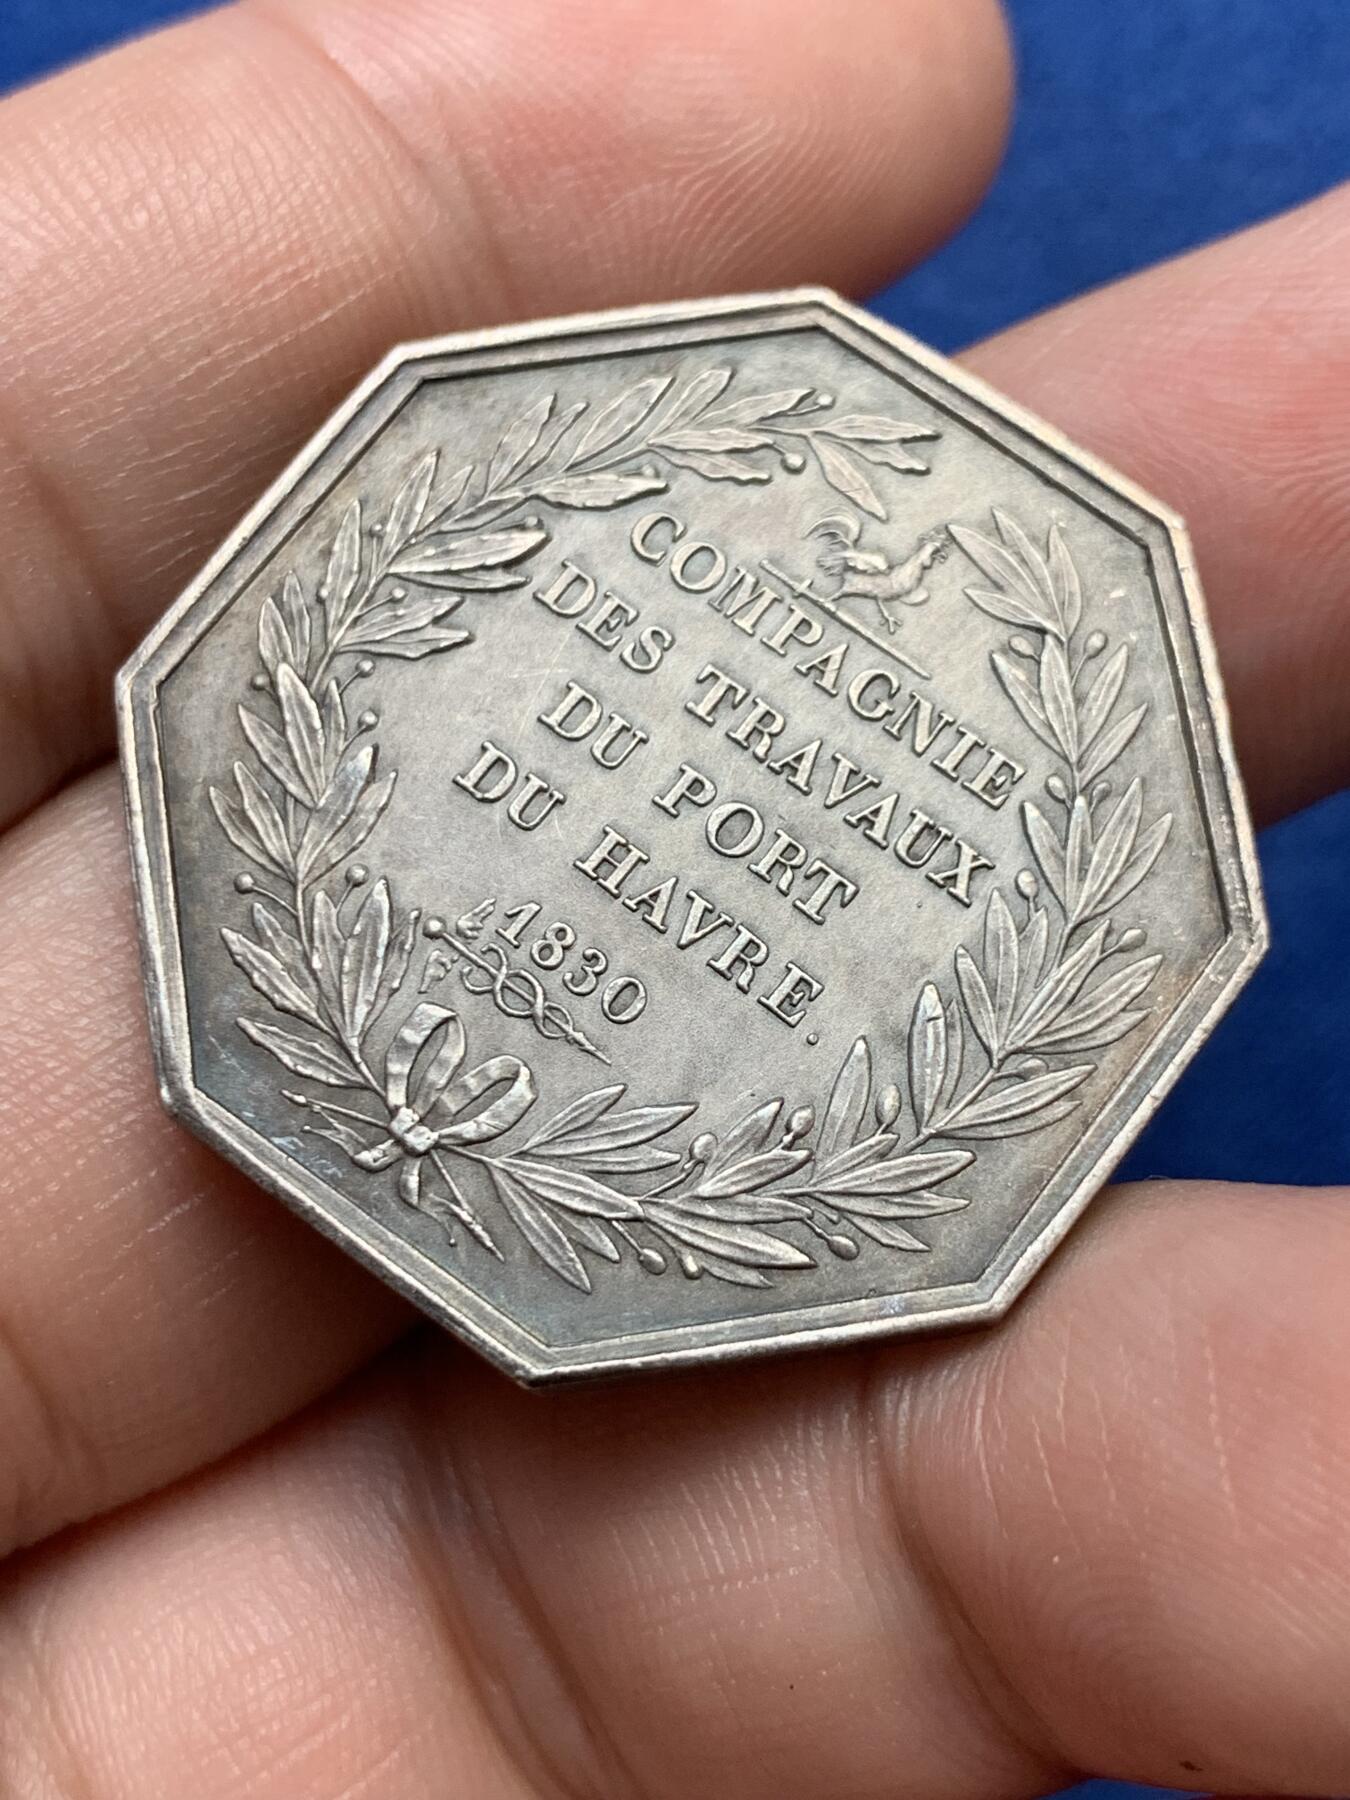 COMPAGNIE
DES TRAVAUX
DU PORT
DU HAVRE.
1830